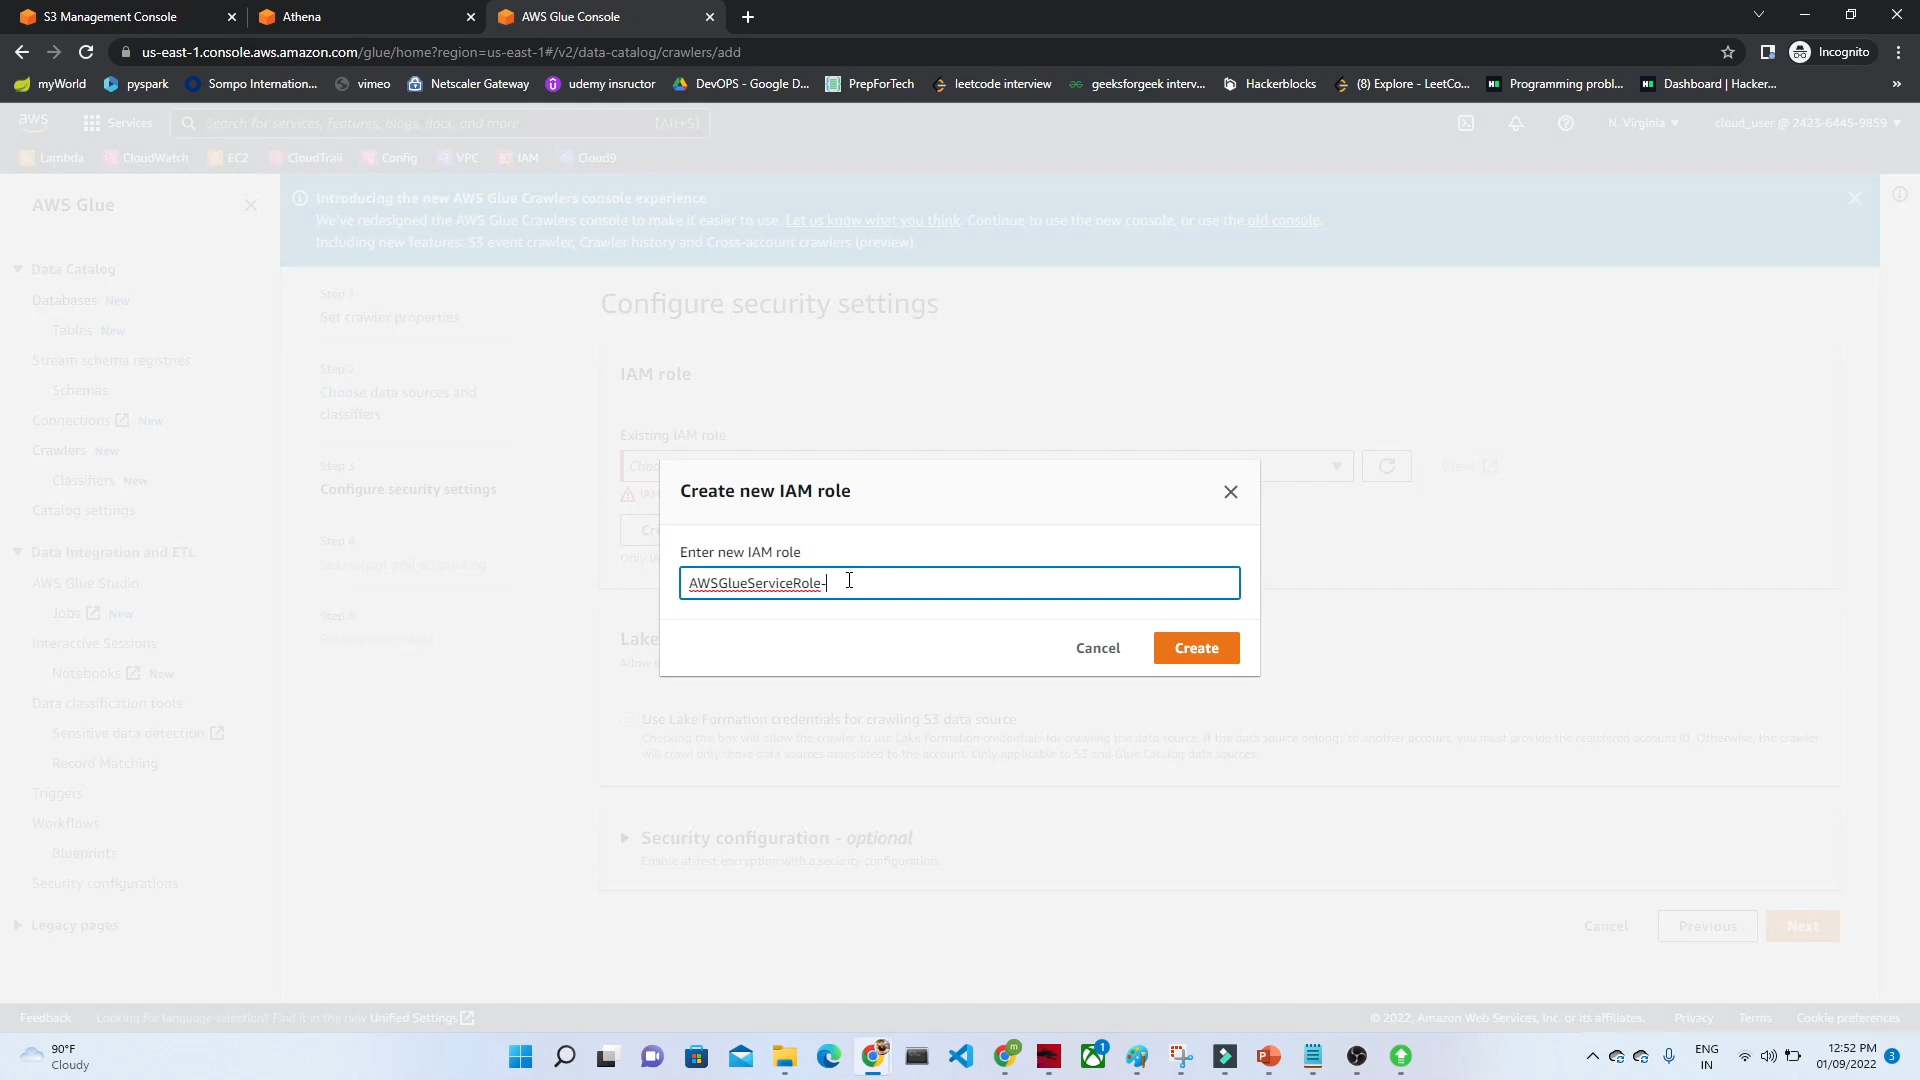 S3 Management Console
Athena
AWS Glue Console
us-east-1.console.aws.amazon.com/glue/home?region=us-east-1#/v2/data-catalog/crawlers/add
Incognito
myWorld
pyspark
Sompo Internation...
vimeo
Netscaler Gateway
udemy insructor
DevOPS - Google D...
PrepForTech
leetcode interview
geeksforgeek interv...
Hackerblocks
(8) Explore - LeetCo...
Programming probl...
Dashboard | Hacker...
aws
Services
Search for services, features, blogs, docs, and more
[Alt+S]
N. Virginia
cloud_user @ 2423-6445-9859
Lambda
CloudWatch
EC2
CloudTrail
Config
VPC
IAM
Cloud9
AWS Glue
Introducing the new AWS Glue Crawlers console experience
We've redesigned the AWS Glue Crawlers console to make it easier to use. Let us know what you think. Continue to use the new console, or use the old console.
Including new features: S3 event crawler, Crawler history and Cross-account crawlers (preview).
Data Catalog
Databases New
Tables New
Stream schema registries
Schemas
Connections New
Crawlers New
Classifiers New
Catalog settings
Data Integration and ETL
AWS Glue Studio
Jobs New
Interactive Sessions
Notebooks New
Data classification tools
Sensitive data detection
Record Matching
Triggers
Workflows
Blueprints
Security configurations
Legacy pages
Step 1
Set crawler properties
Step 2
Choose data sources and
classifiers
Step 3
Configure security settings
Step 4
Set output and scheduling
Step 5
Configure security settings
IAM role
Existing IAM role
View
Create new IAM role
Enter new IAM role
AWSGlueServiceRole-
Cancel
Create
Lake
Use Lake Formation credentials for crawling S3 data source
Checking this box will allow the crawler to use Lake Formation credentials for crawling the data source. If the data source belongs to another account, you must provide the registered account ID. Otherwise, the crawler
will crawl only those data sources associated to the account. Only applicable to S3 and Glue Catalog data sources.
Security configuration - optional
Enable at-rest encryption with a security configuration.
Cancel
Previous
Next
Feedback
Looking for language selection? Find it in the new Unified Settings
© 2022, Amazon Web Services, Inc. or its affiliates.
Privacy
Terms
Cookie preferences
90°F
Cloudy
m
1
ENG
IN
12:52 PM
01/09/2022
3